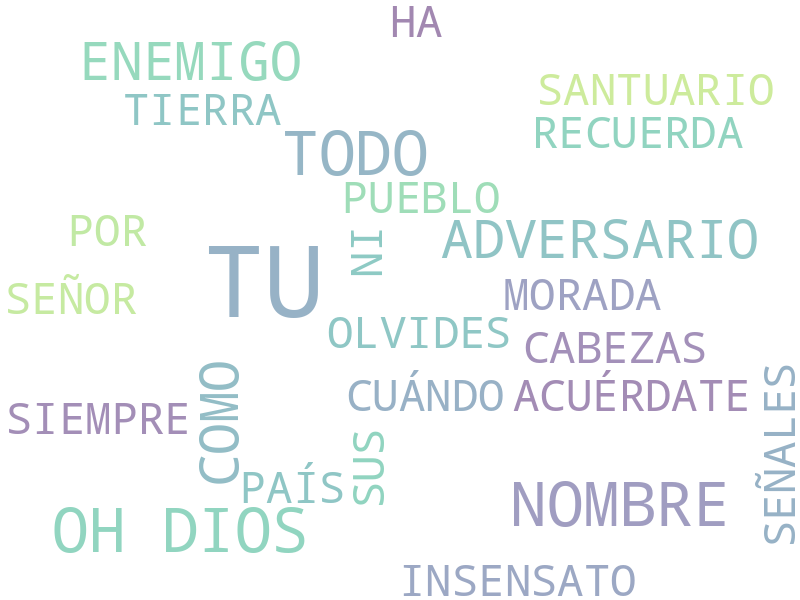 HA
ENEMIGO
SANTUARIO
TIERRA
RECUERDA
TODO
PUEBLO
POR
NI
ADVERSARIO
TU
SEÑOR
MORADA
OLVIDES
CABEZAS
COMO
CUÁNDO
ACUÉRDATE
SEÑALES
SIEMPRE
SUS
PAÍS
NOMBRE
OH DIOS
INSENSATO